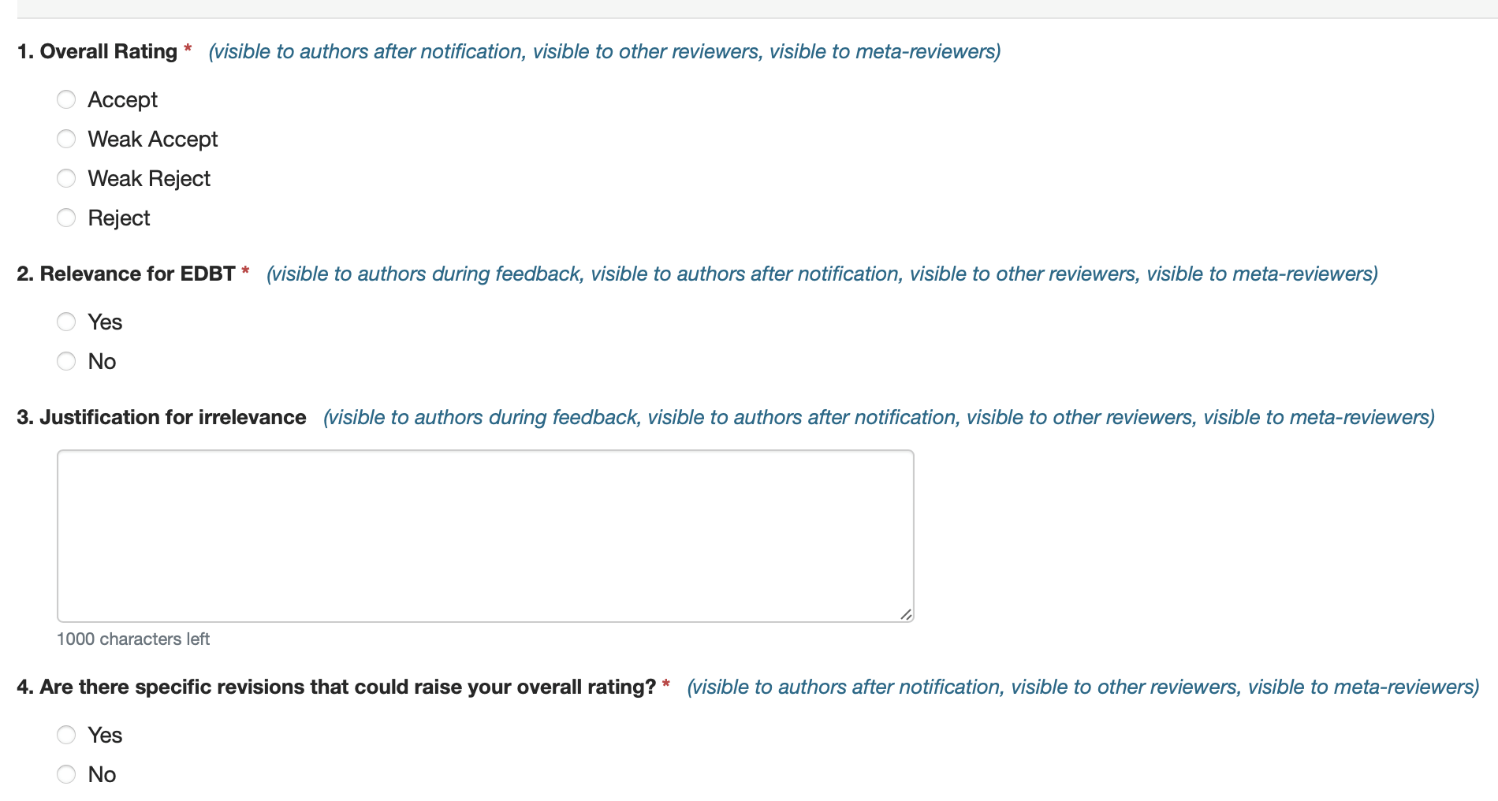 1. Overall Rating * (visible to authors after notification, visible to other reviewers, visible to meta-reviewers)
Accept
Weak Accept
Weak Reject
Reject
2. Relevance for EDBT * (visible to authors during feedback, visible to authors after notification, visible to other reviewers, visible to meta-reviewers)
Yes
No
3. Justification for irrelevance (visible to authors during feedback, visible to authors after notification, visible to other reviewers, visible to meta-reviewers)
1000 characters left
4. Are there specific revisions that could raise your overall rating? * (visible to authors after notification, visible to other reviewers, visible to meta-reviewers)
Yes
No